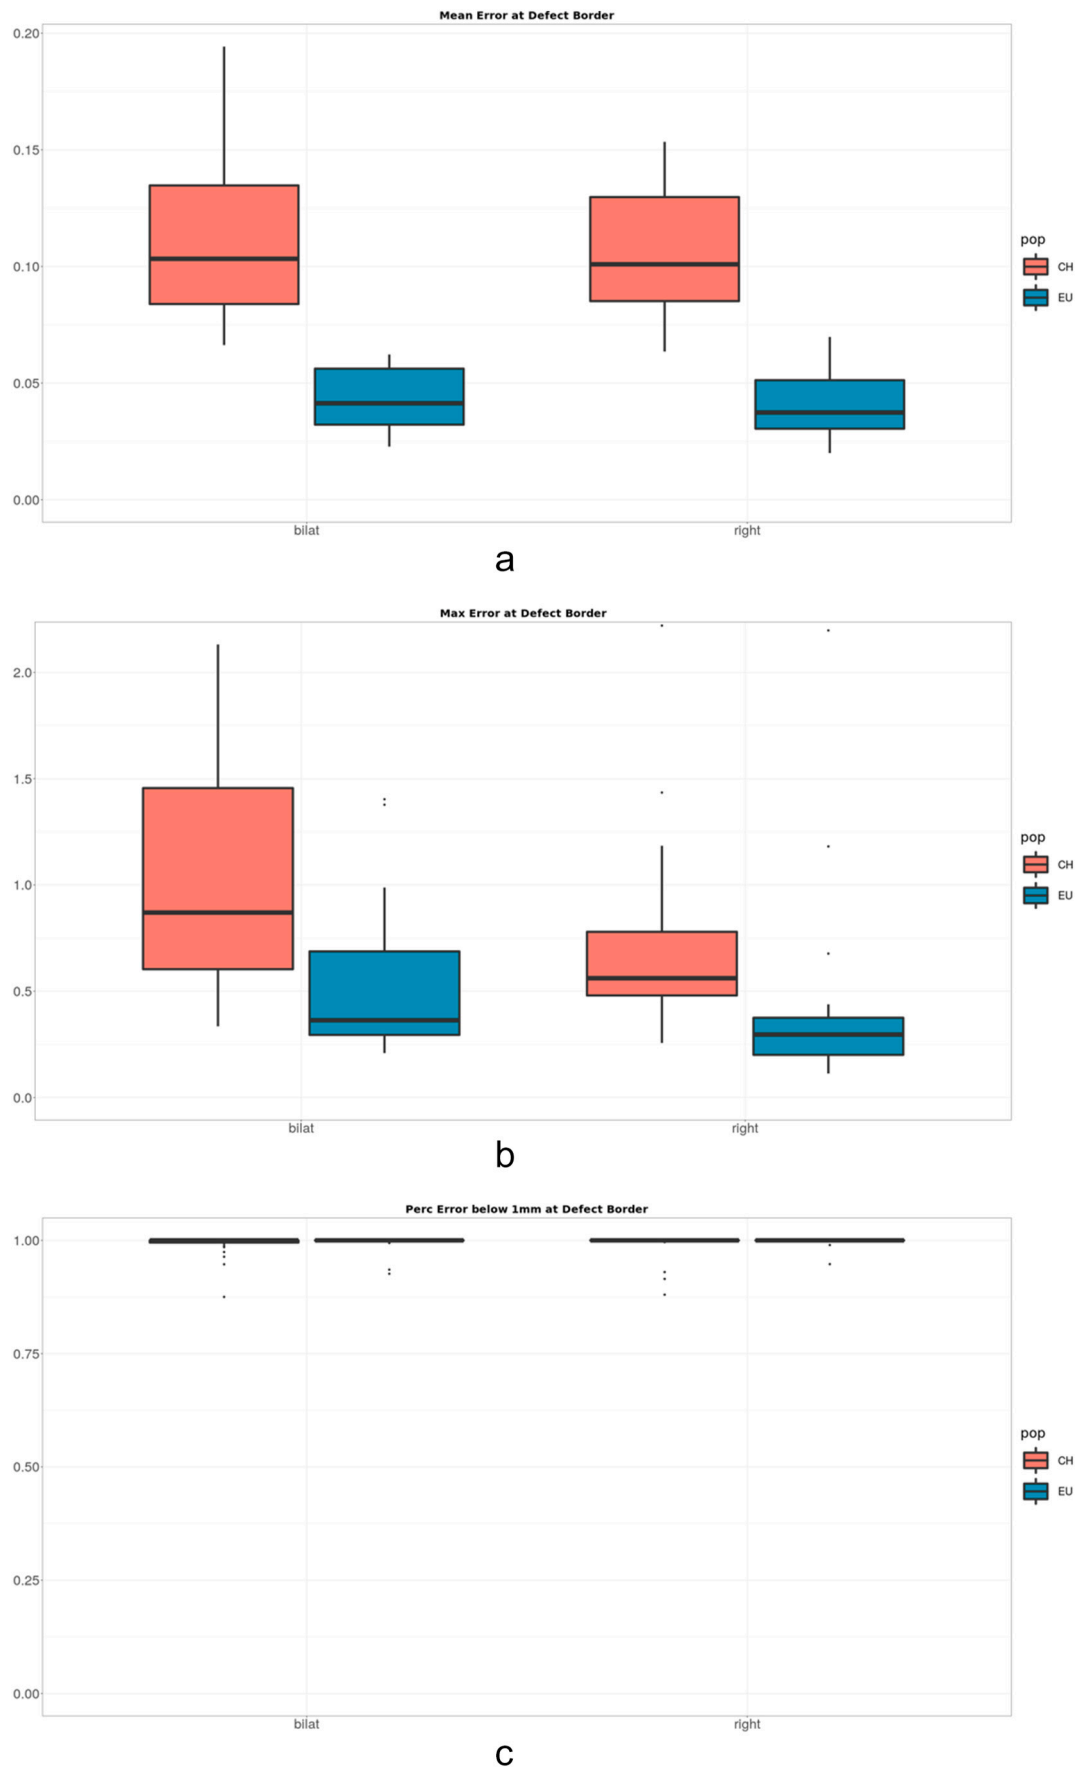 Mean Error at Defect Border
0.20
0.15
0.10
0.05
0.00
bilat right
pop
CH
EU
a
Max Error at Defect Border
2.0
1.5
1.0
0.5
0.0
bilat right
pop
CH
EU
b
Perc Error below 1mm at Defect Border
1.00
0.75
0.50
0.25
0.00
bilat right
pop
CH
EU
c